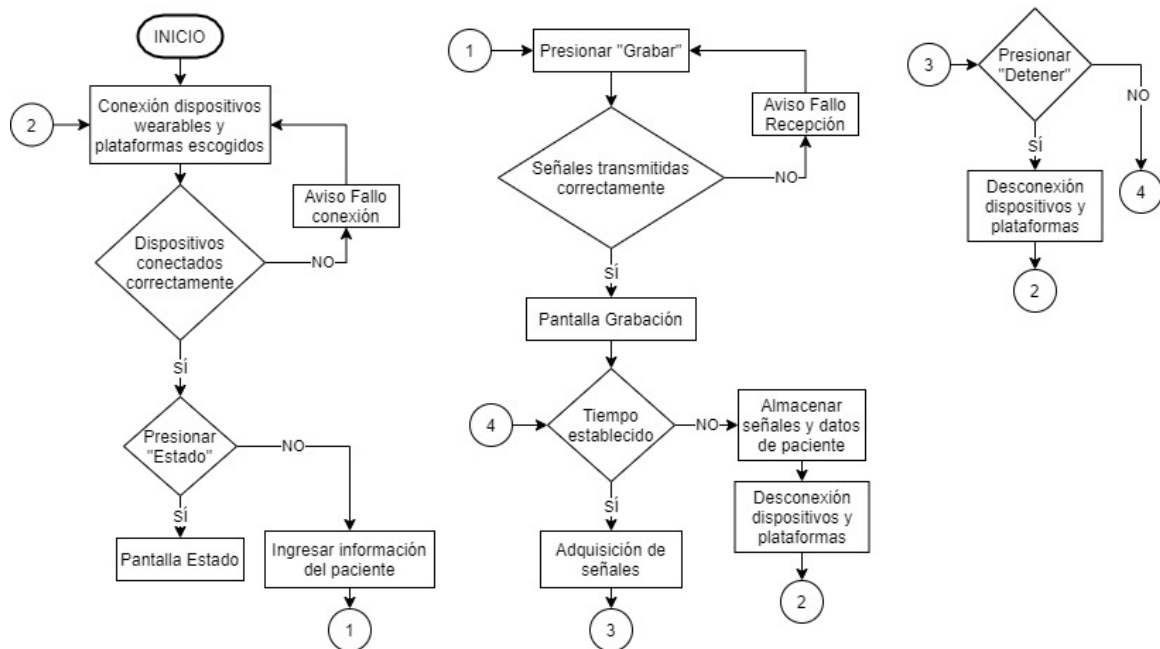 INICIO
2
Conexión dispositivos
wearables y
plataformas escogidos
Aviso Fallo
conexión
Dispositivos
conectados
correctamente
NO
SÍ
Presionar
"Estado"
NO
SÍ
Pantalla Estado
Ingresar información
del paciente
1
1
Presionar "Grabar"
Aviso Fallo
Recepción
Señales transmitidas
correctamente
NO
SÍ
Pantalla Grabación
4
Tiempo
establecido
NO
Almacenar
señales y datos
de paciente
SÍ
Desconexión
dispositivos y
plataformas
Adquisición de
señales
2
3
3
Presionar
"Detener"
NO
SÍ
Desconexión
dispositivos y
plataformas
4
2